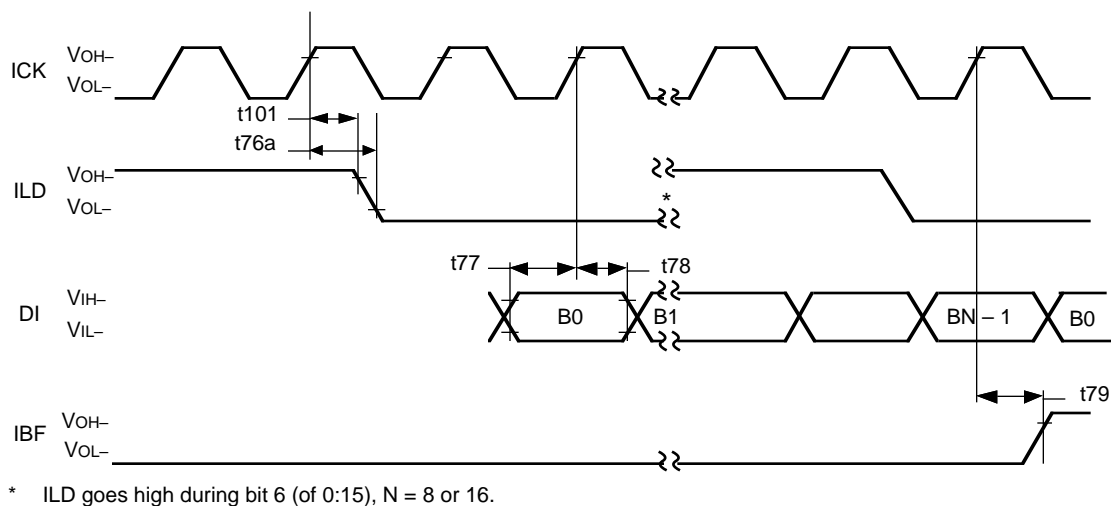 ICK VOH–
VOL–
t101
t76a
ILD VOH–
VOL–
*
t77 t78
DI VIH–
VIL–
B0 B1 BN – 1 B0
t79
IBF VOH–
VOL–
* ILD goes high during bit 6 (of 0:15), N = 8 or 16.